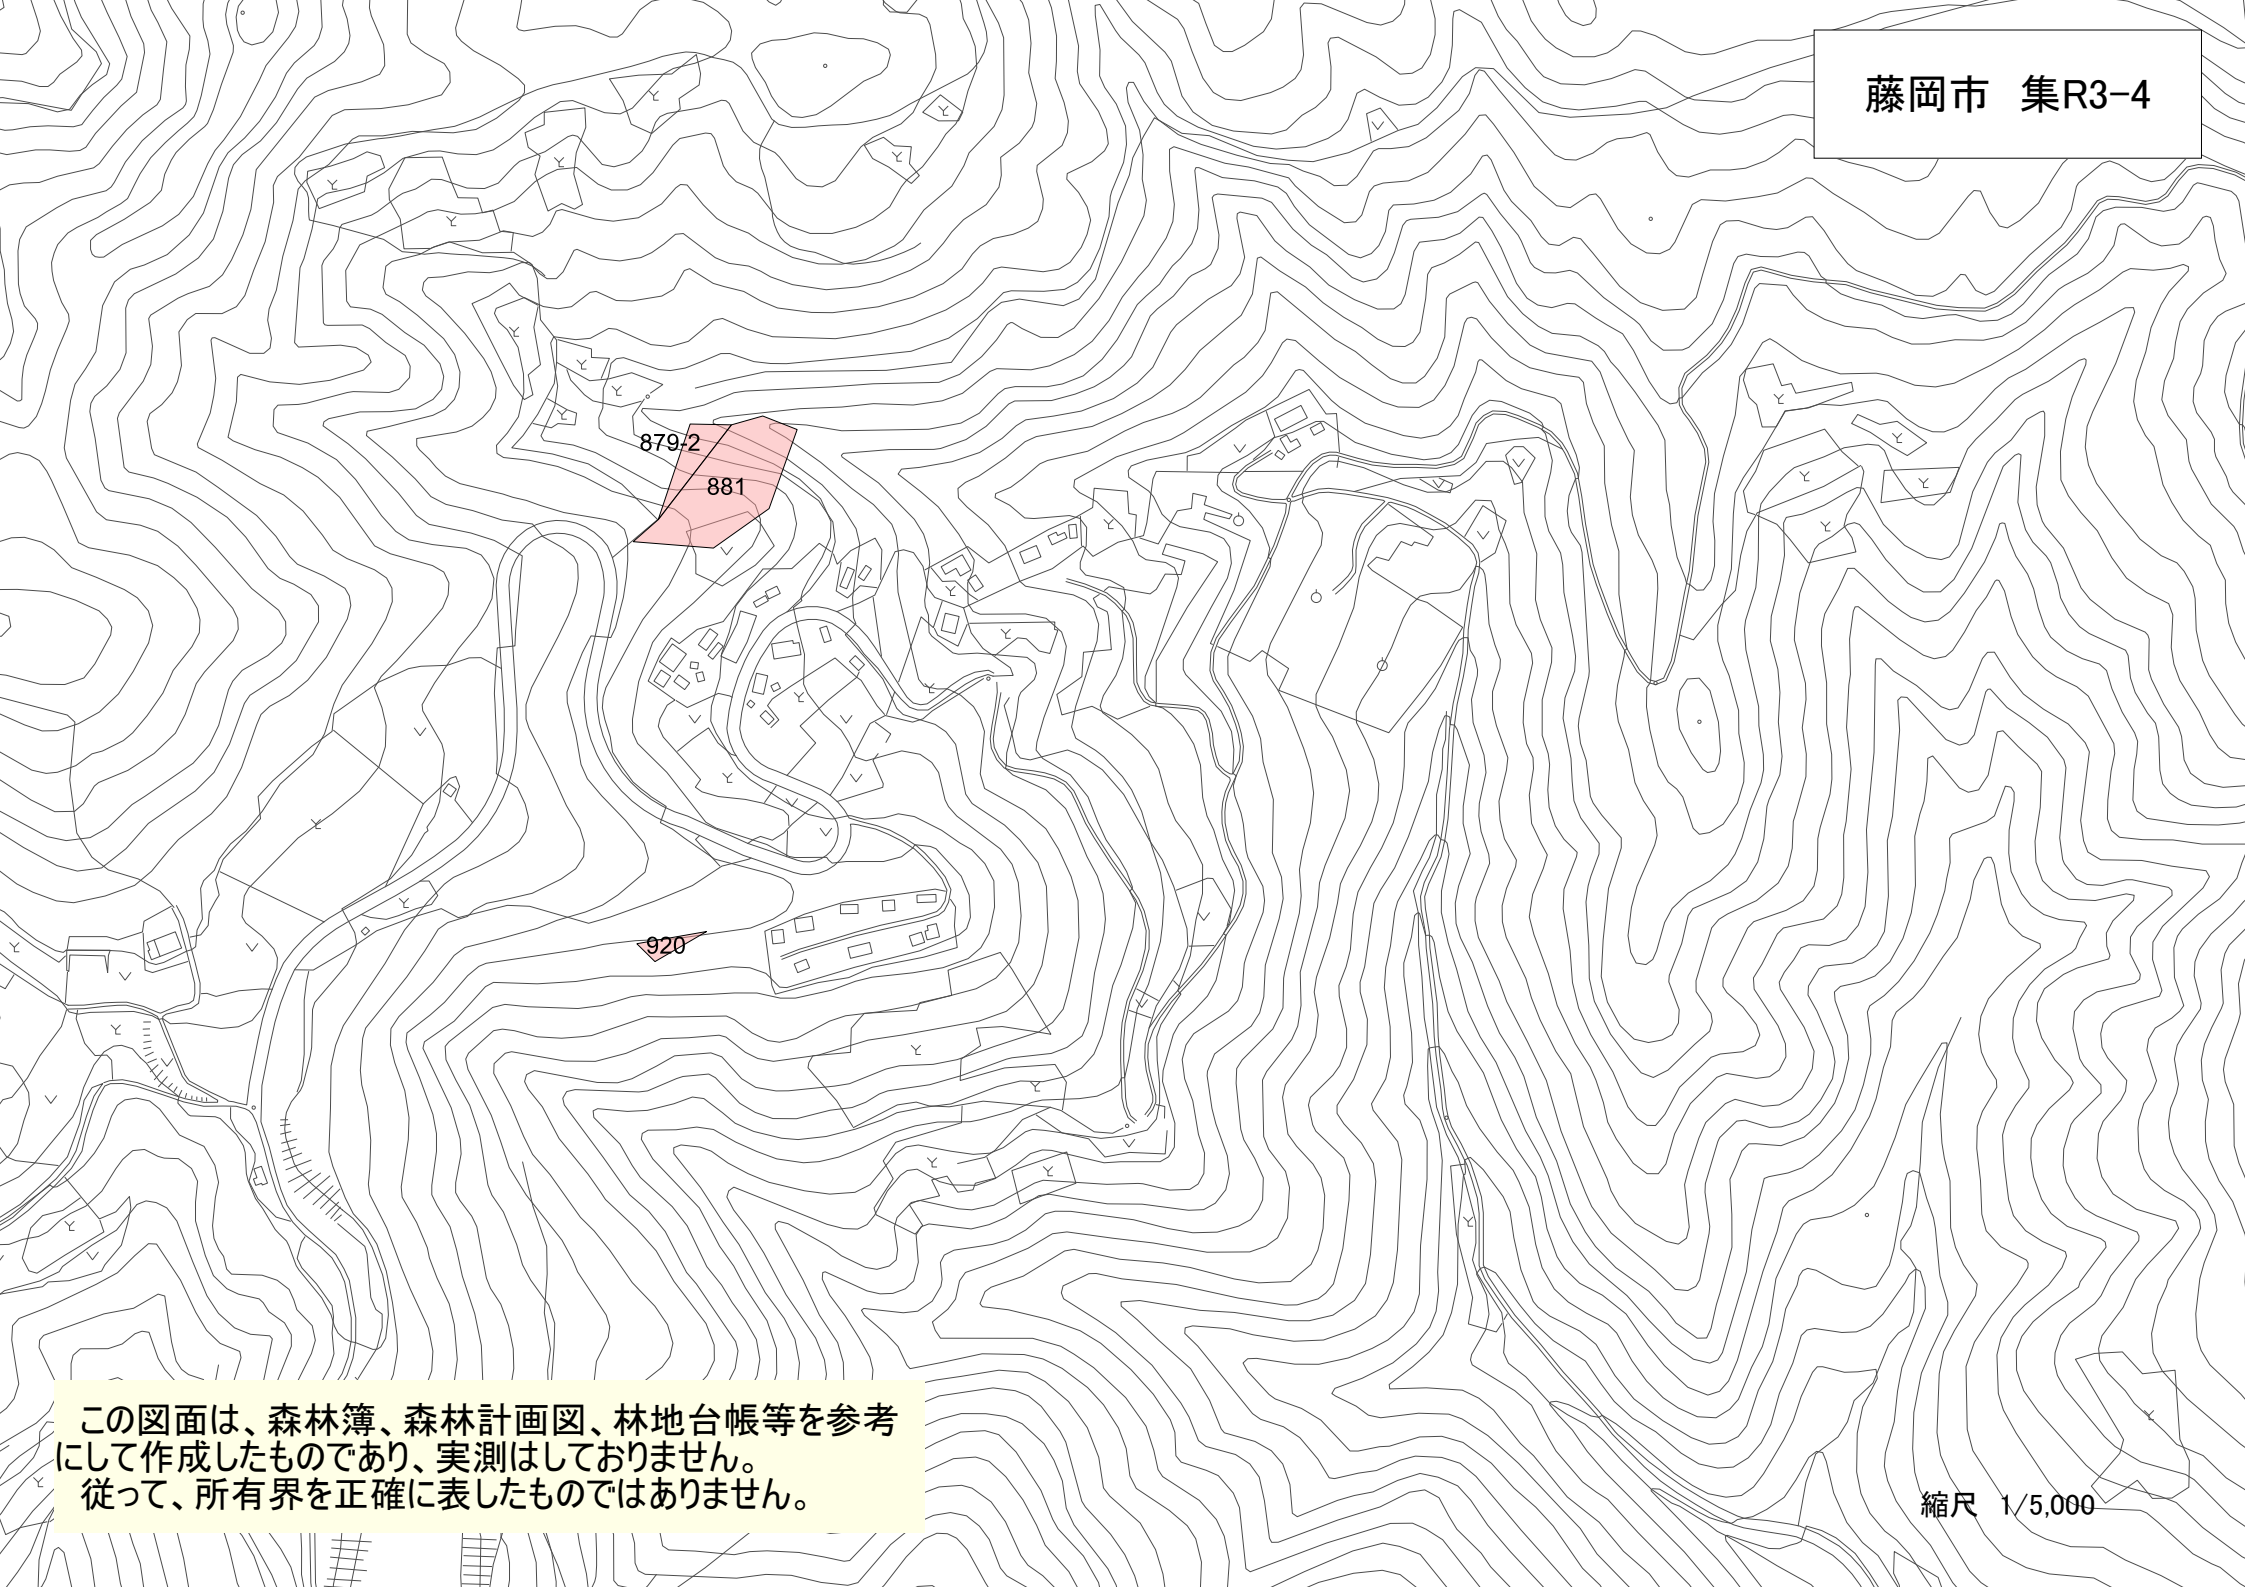 藤岡市　集R3-4
879-2
881
920
　この図面は、森林簿、森林計画図、林地台帳等を参考
にして作成したものであり、実測はしておりません。
　従って、所有界を正確に表したものではありません。
縮尺　1/5,000